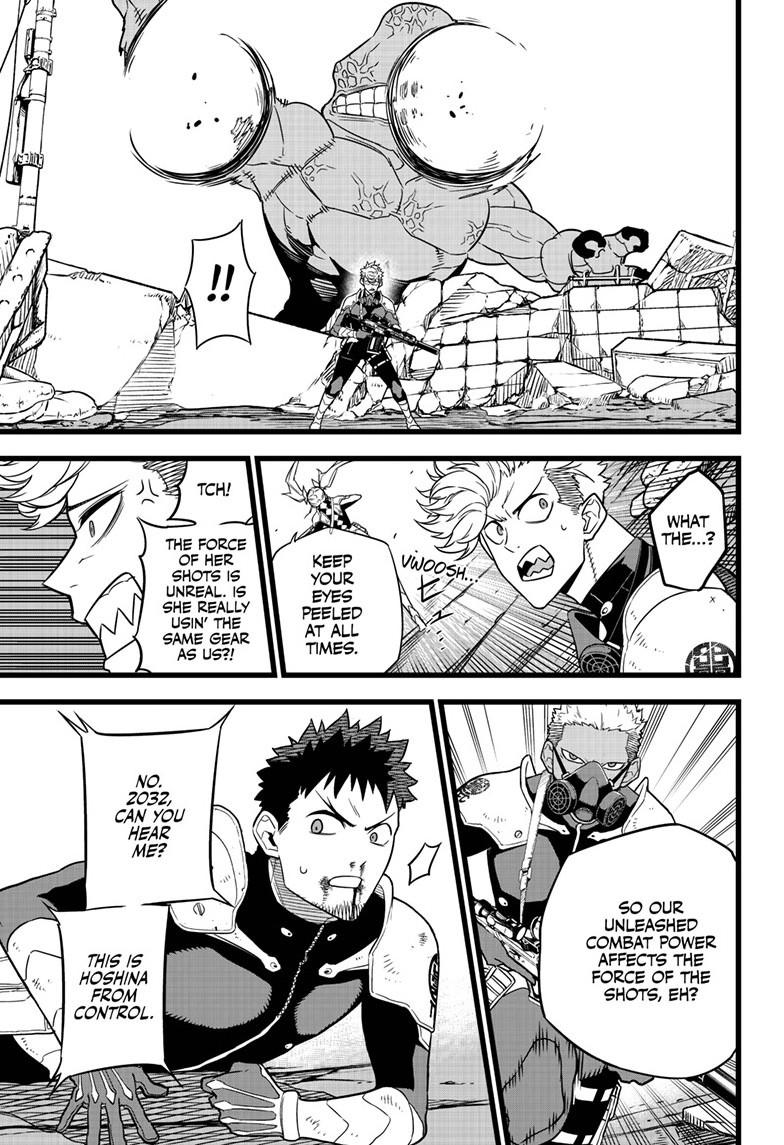 !!
WHAT
THE...?
KEEP
YOUR
EYES
PEELED
AT ALL
TIMES.
VWOOSH...
TCH!
THE FORCE
OF HER
SHOTS IS
UNREAL. IS
SHE REALLY
USIN' THE
SAME GEAR
AS US?!
SO OUR
UNLEASHED
COMBAT POWER
AFFECTS THE
FORCE OF THE
SHOTS, EH?
NO.
2032,
CAN YOU
HEAR
ME?
THIS IS
HOSHINA
FROM
CONTROL.